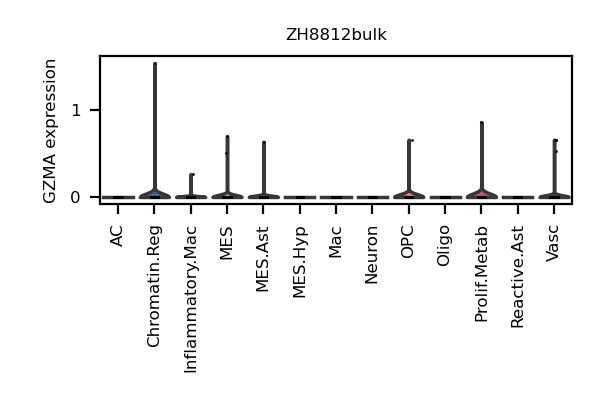 ZH8812bulk
GZMA expression
1
0
AC
Chromatin.Reg
Inflammatory.Mac
MES
MES.Ast
MES.Hyp
Mac
Neuron
OPC
Oligo
Prolif.Metab
Reactive.Ast
Vasc